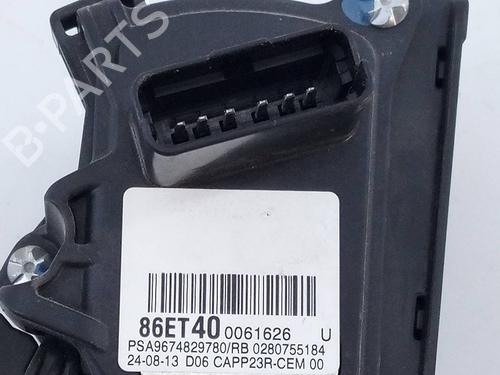 B-PARTS
86ET40 0061626 U
PSA9674829780/RB 0280755184
24-08-13 D06 CAPP23R-CEM 00